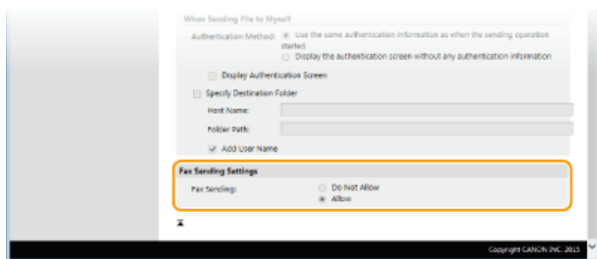 When Sending File to Myself
Authentication Method: Use the same authentication information as when the sending operation
started
Display the authentication screen without any authentication information
Display Authentication Screen
Specify Destination Folder
Host Name:
Folder Path:
Add User Name
Fax Sending Settings
Fax Sending: Do Not Allow
Allow
Copyright CANON INC. 2015